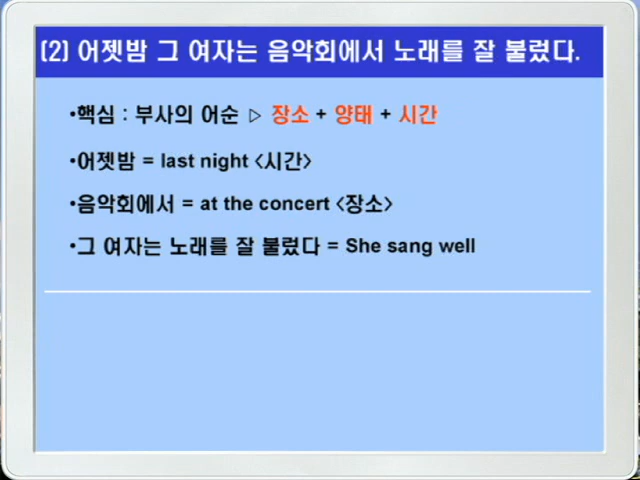 (2) 어젯밤 그 여자는 음악회에서 노래를 잘 불렀다.
•핵심 : 부사의 어순 ▷ 장소 + 양태 + 시간
•어젯밤 = last night <시간>
•음악회에서 = at the concert <장소>
•그 여자는 노래를 잘 불렀다 = She sang well